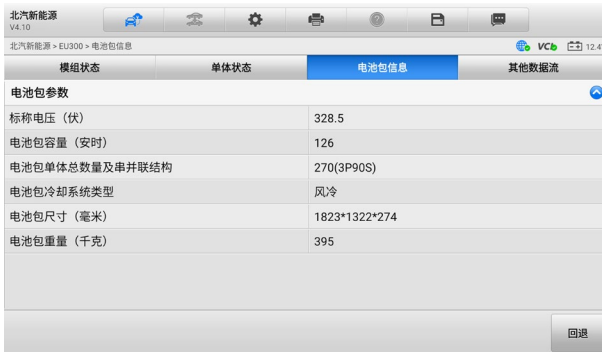 北汽新能源
V4.10
北汽新能源 > EU300 > 电池包信息
VCb 12.4
模组状态 单体状态 电池包信息 其他数据流
电池包参数
标称电压（伏） 328.5
电池包容量（安时） 126
电池包单体总数量及串并联结构 270(3P90S)
电池包冷却系统类型 风冷
电池包尺寸（毫米） 1823*1322*274
电池包重量（千克） 395
回退